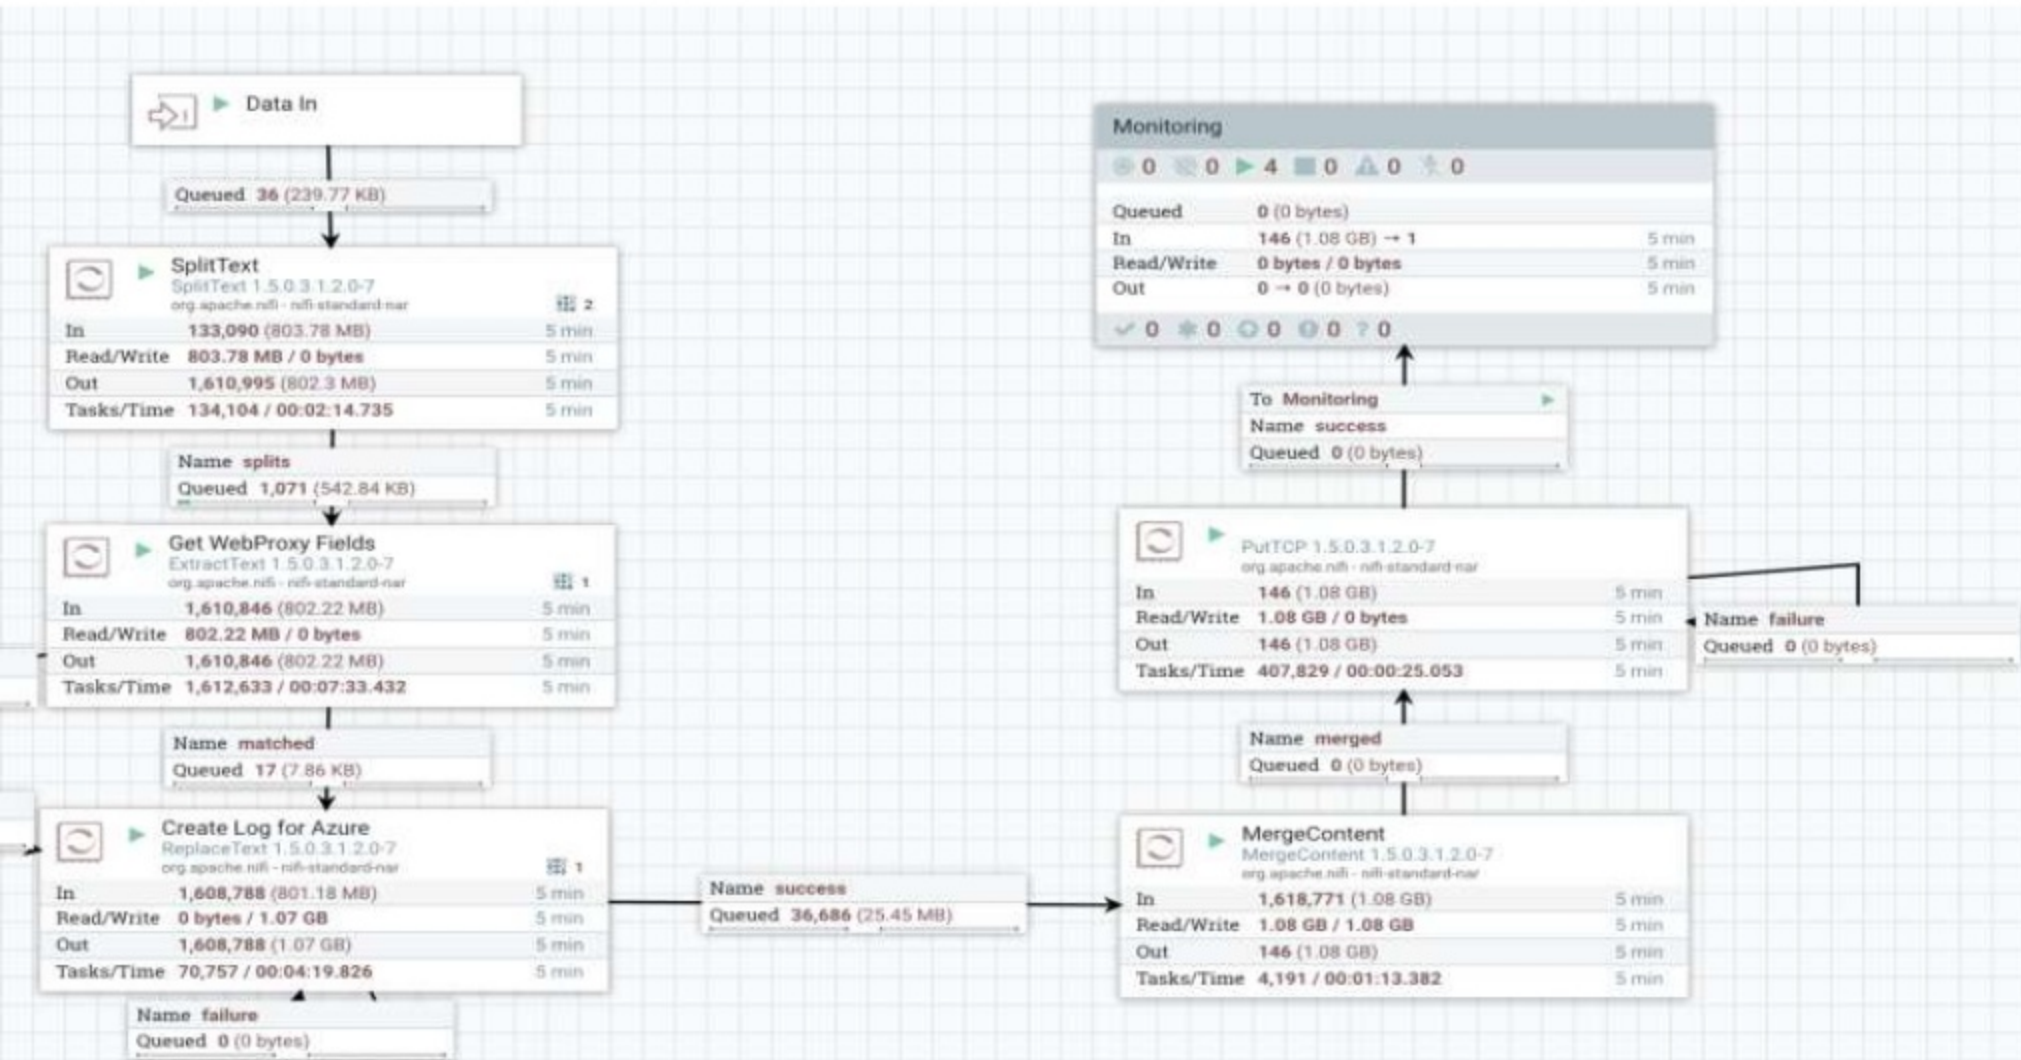 Data In
Queued 36 (239.77 KB)
SplitText
SplitText 1.5.0.3.1.2.0-7
org.apache.nifi - nifi-standard-nar
2
In 133,090 (803.78 MB) 5 min
Read/Write 803.78 MB / 0 bytes 5 min
Out 1,610,995 (802.3 MB) 5 min
Tasks/Time 134,104 / 00:02:14.735 5 min
Name splits
Queued 1,071 (542.84 KB)
Get WebProxy Fields
ExtractText 1.5.0.3.1.2.0-7
org.apache.nifi - nifi-standard-nar
1
In 1,610,846 (802.22 MB) 5 min
Read/Write 802.22 MB / 0 bytes 5 min
Out 1,610,846 (802.22 MB) 5 min
Tasks/Time 1,612,633 / 00:07:33.432 5 min
Name matched
Queued 17 (7.86 KB)
Create Log for Azure
ReplaceText 1.5.0.3.1.2.0-7
org.apache.nifi - nifi-standard-nar
1
In 1,608,788 (801.18 MB) 5 min
Read/Write 0 bytes / 1.07 GB 5 min
Out 1,608,788 (1.07 GB) 5 min
Tasks/Time 70,757 / 00:04:19.826 5 min
Name failure
Queued 0 (0 bytes)
Name success
Queued 36,686 (25.45 MB)
Monitoring
0 0 4 0 0 0
Queued 0 (0 bytes)
In 146 (1.08 GB) → 1 5 min
Read/Write 0 bytes / 0 bytes 5 min
Out 0 → 0 (0 bytes) 5 min
0 0 0 0 ? 0
To Monitoring
Name success
Queued 0 (0 bytes)
PutTCP 1.5.0.3.1.2.0-7
org.apache.nifi - nifi-standard-nar
In 146 (1.08 GB) 5 min
Read/Write 1.08 GB / 0 bytes 5 min
Out 146 (1.08 GB) 5 min
Tasks/Time 407,829 / 00:00:25.053 5 min
Name failure
Queued 0 (0 bytes)
Name merged
Queued 0 (0 bytes)
MergeContent
MergeContent 1.5.0.3.1.2.0-7
org.apache.nifi - nifi-standard-nar
In 1,618,771 (1.08 GB) 5 min
Read/Write 1.08 GB / 1.08 GB 5 min
Out 146 (1.08 GB) 5 min
Tasks/Time 4,191 / 00:01:13.382 5 min